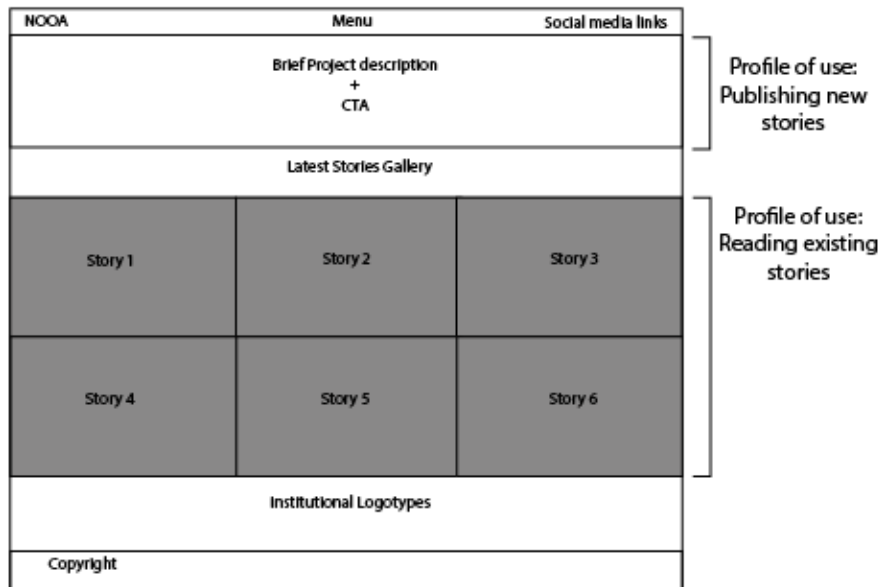 NOOA Menu Social media links
Brief Project description
+
CTA
Profile of use:
Publishing new
stories
Latest Stories Gallery
Profile of use:
Reading existing
stories
Story 1 Story 2 Story 3
Story 4 Story 5 Story 6
Institutional Logotypes
Copyright